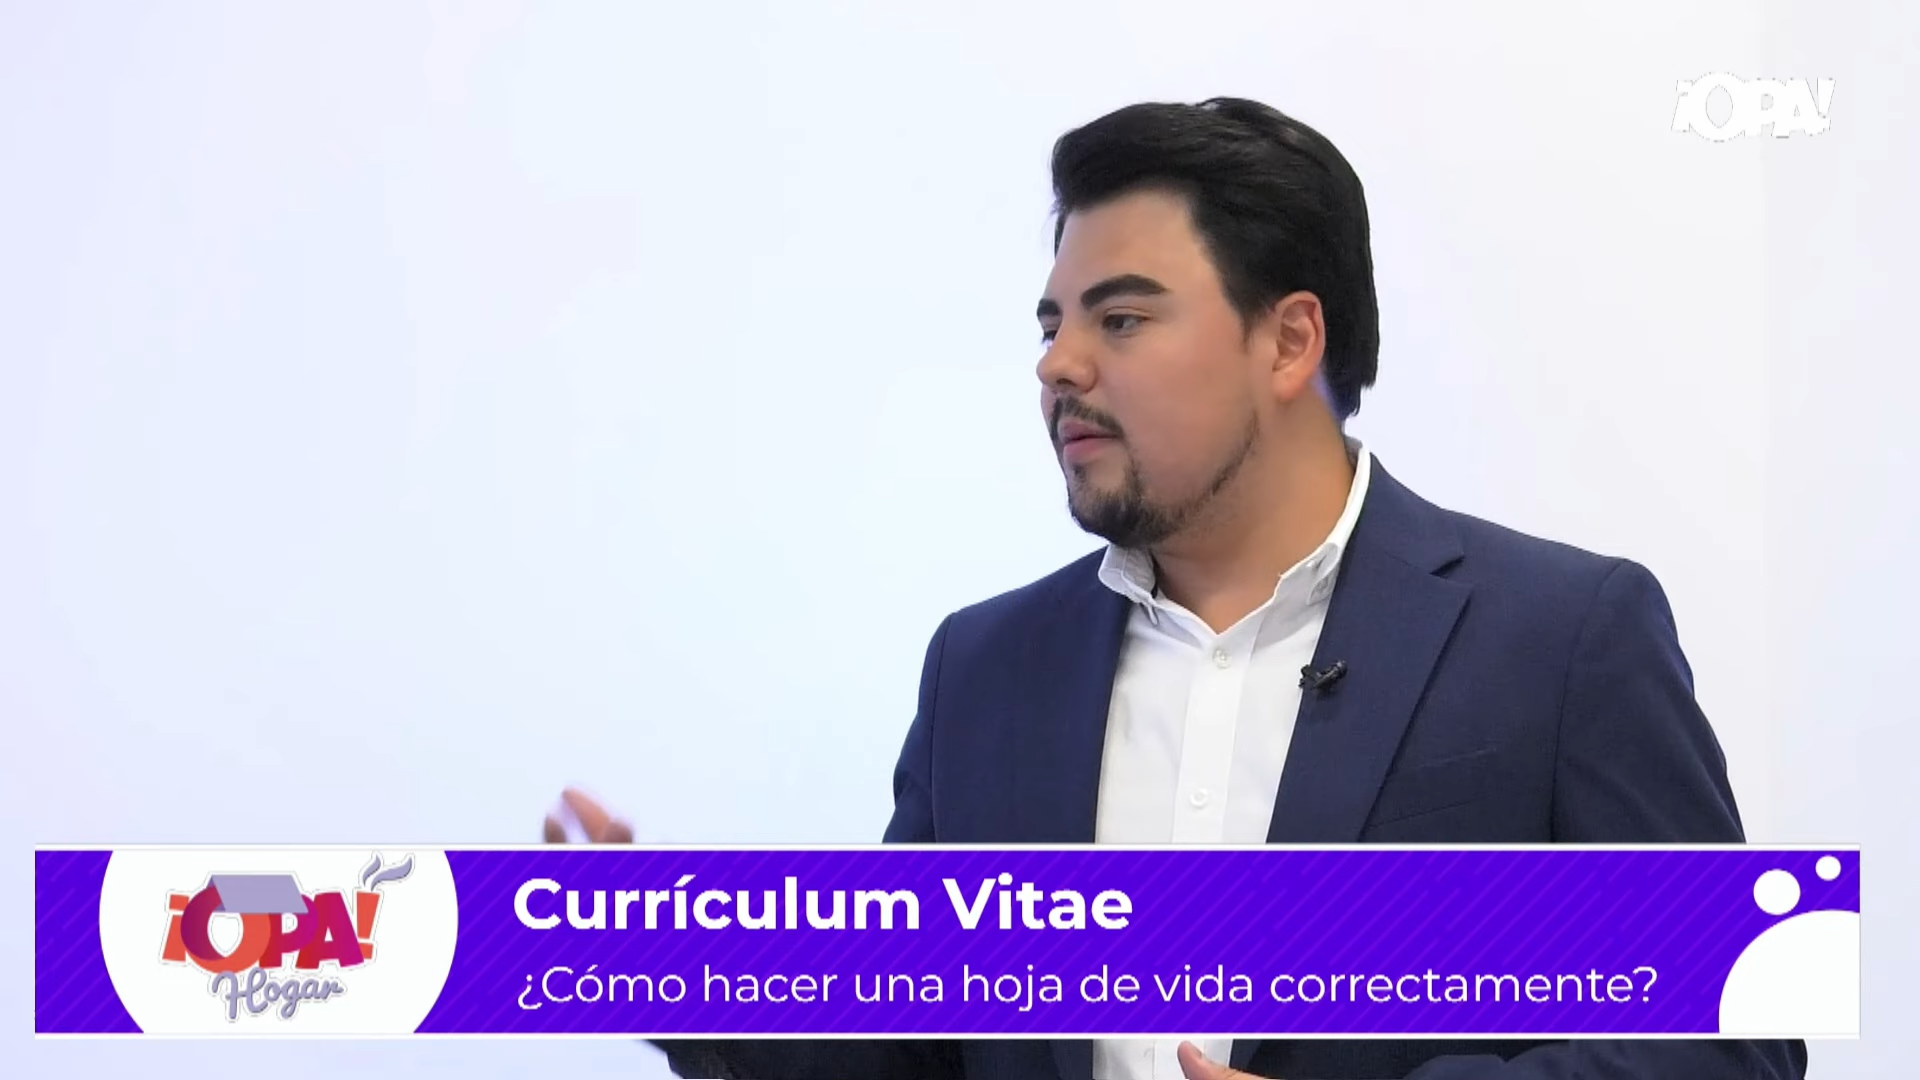 ¡OPA!
¡OPA!
Hogar
Currículum Vitae
¿Cómo hacer una hoja de vida correctamente?